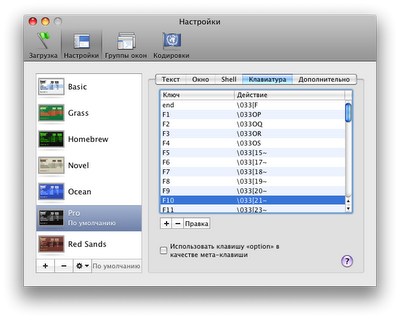 Настройки
Загрузка Настройки Группы окон Кодировки
Текст Окно Shell Клавиатура Дополнительно
Basic
Grass
Homebrew
Novel
Ocean
Pro
По умолчанию
Red Sands
+ − По умолчанию
Ключ Действие
end \033[F
F1 \033OP
F2 \033OQ
F3 \033OR
F4 \033OS
F5 \033[15~
F6 \033[17~
F7 \033[18~
F8 \033[19~
F9 \033[20~
F10 \033[21~
F11 \033[23~
+ − Правка
Использовать клавишу «option» в
качестве мета-клавиши
?